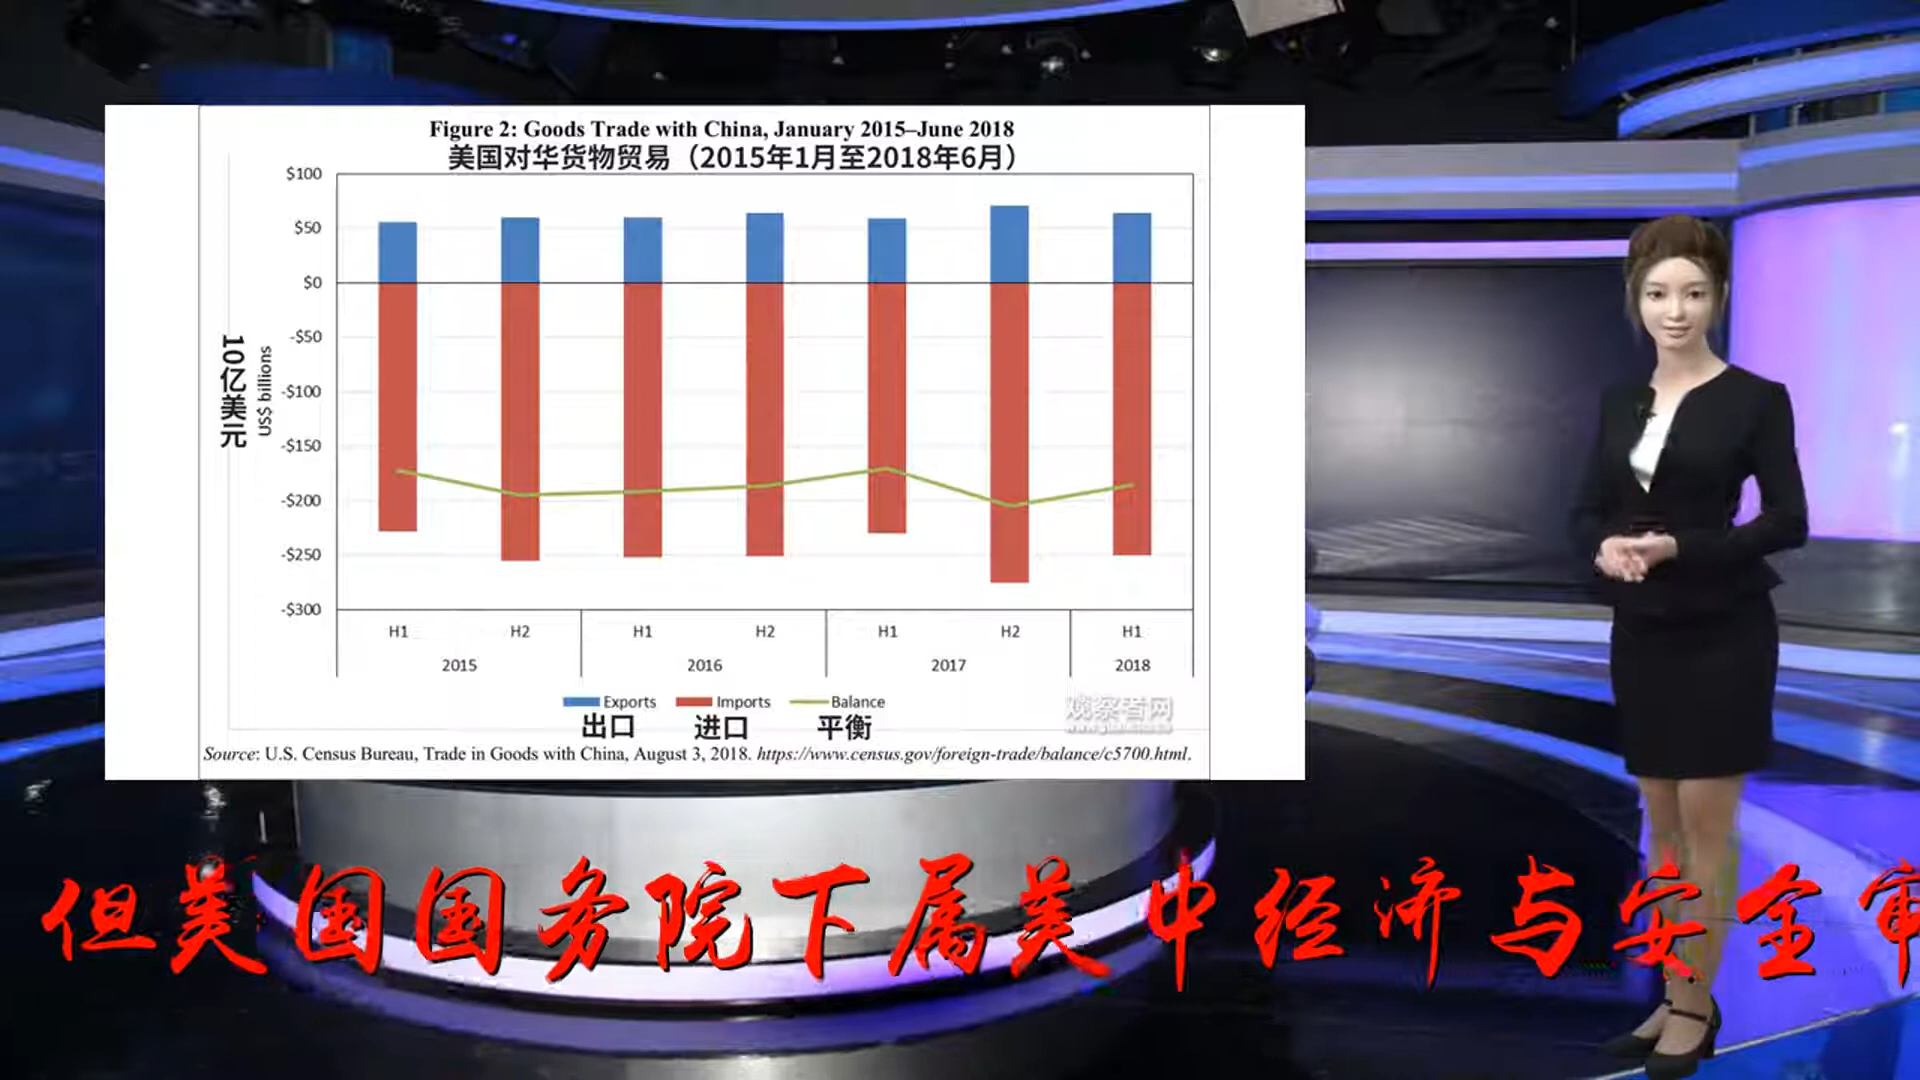 Figure 2: Goods Trade with China, January 2015–June 2018
美国对华货物贸易（2015年1月至2018年6月）
$100
$50
$0
-$50
-$100
-$150
-$200
-$250
-$300
10亿美元
US$ billions
H1 H2 H1 H2 H1 H2 H1
2015 2016 2017 2018
Exports Imports Balance
出口 进口 平衡
观察者网
Source: U.S. Census Bureau, Trade in Goods with China, August 3, 2018. https://www.census.gov/foreign-trade/balance/c5700.html.
但美国国务院下属美中经济与安全审